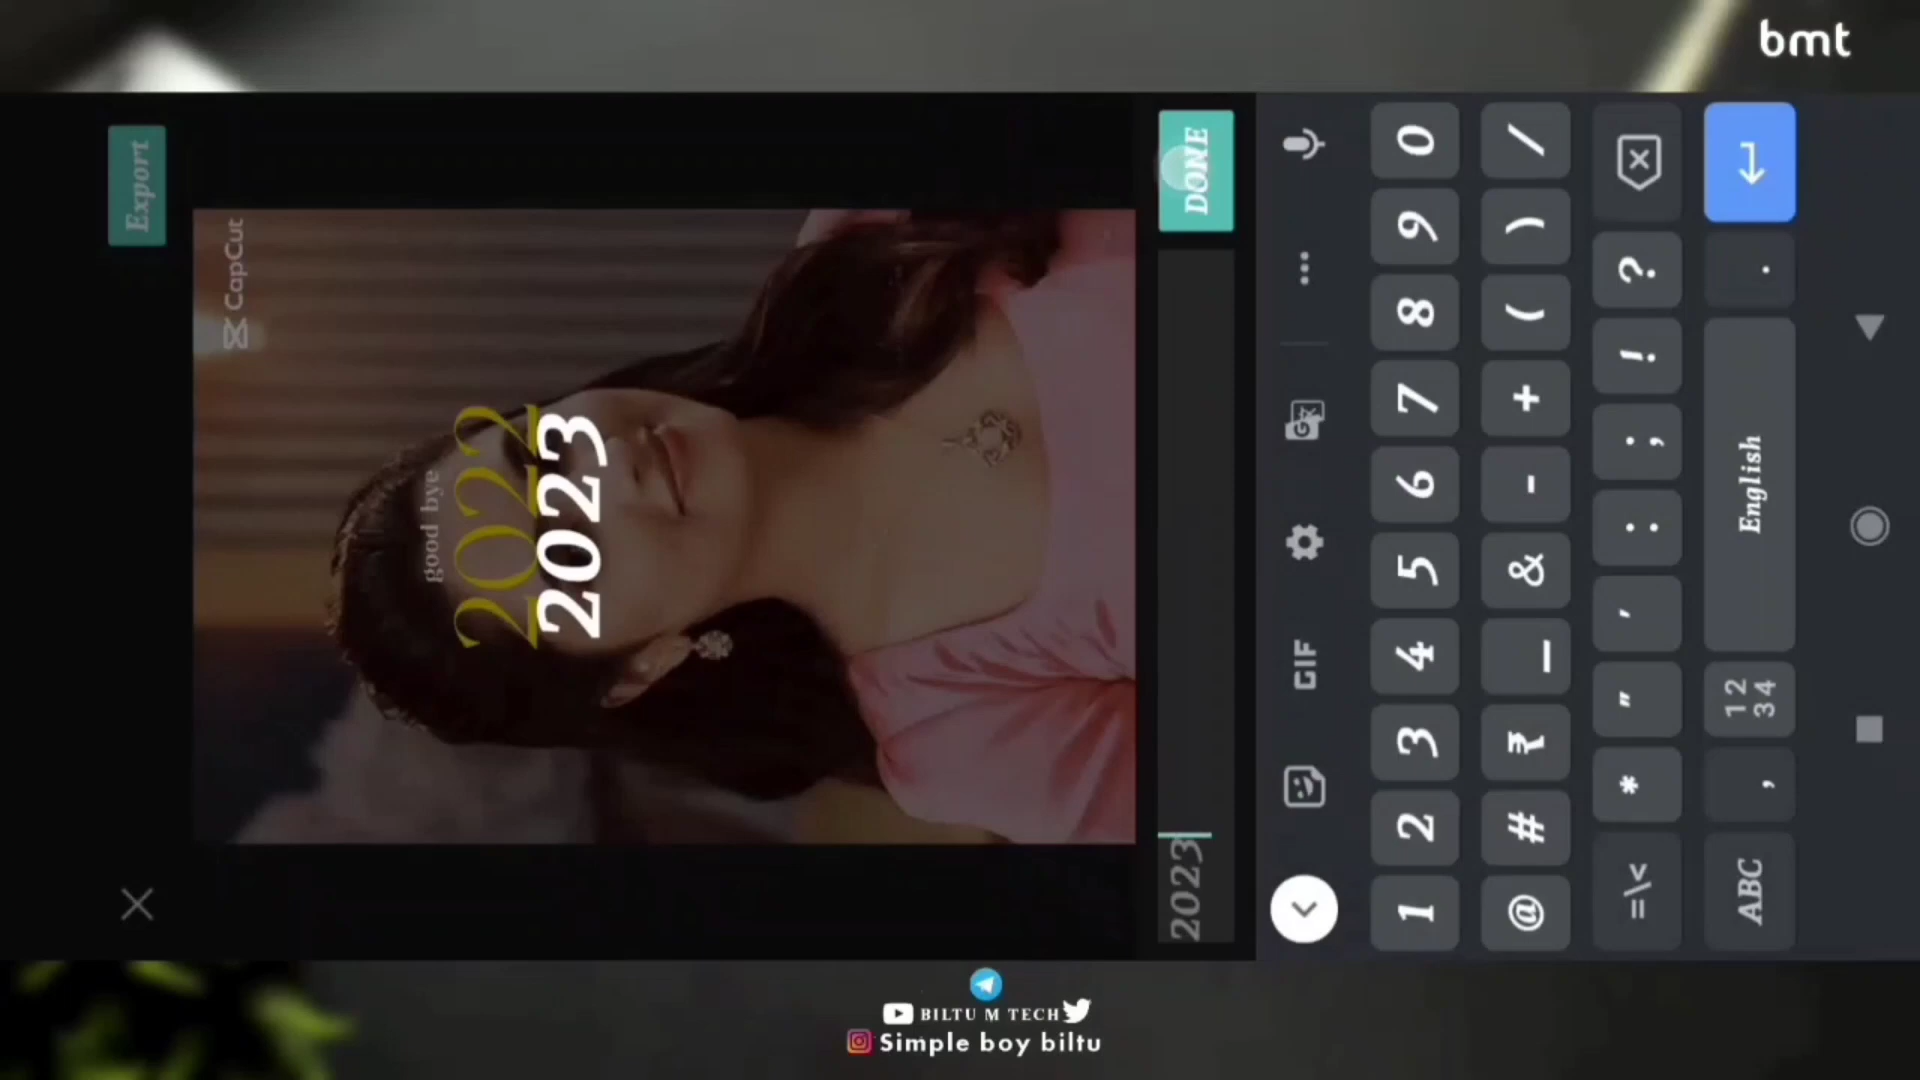 bmt
Export
CapCut
good bye
2022
2023
DONE
2023
GIF
1 2 3 4 5 6 7 8 9 0
@ # ₹ _ & - + ( ) /
=\< * " ' : ; ! ?
ABC , 12 34 English .
BILTU M TECH
Simple boy biltu